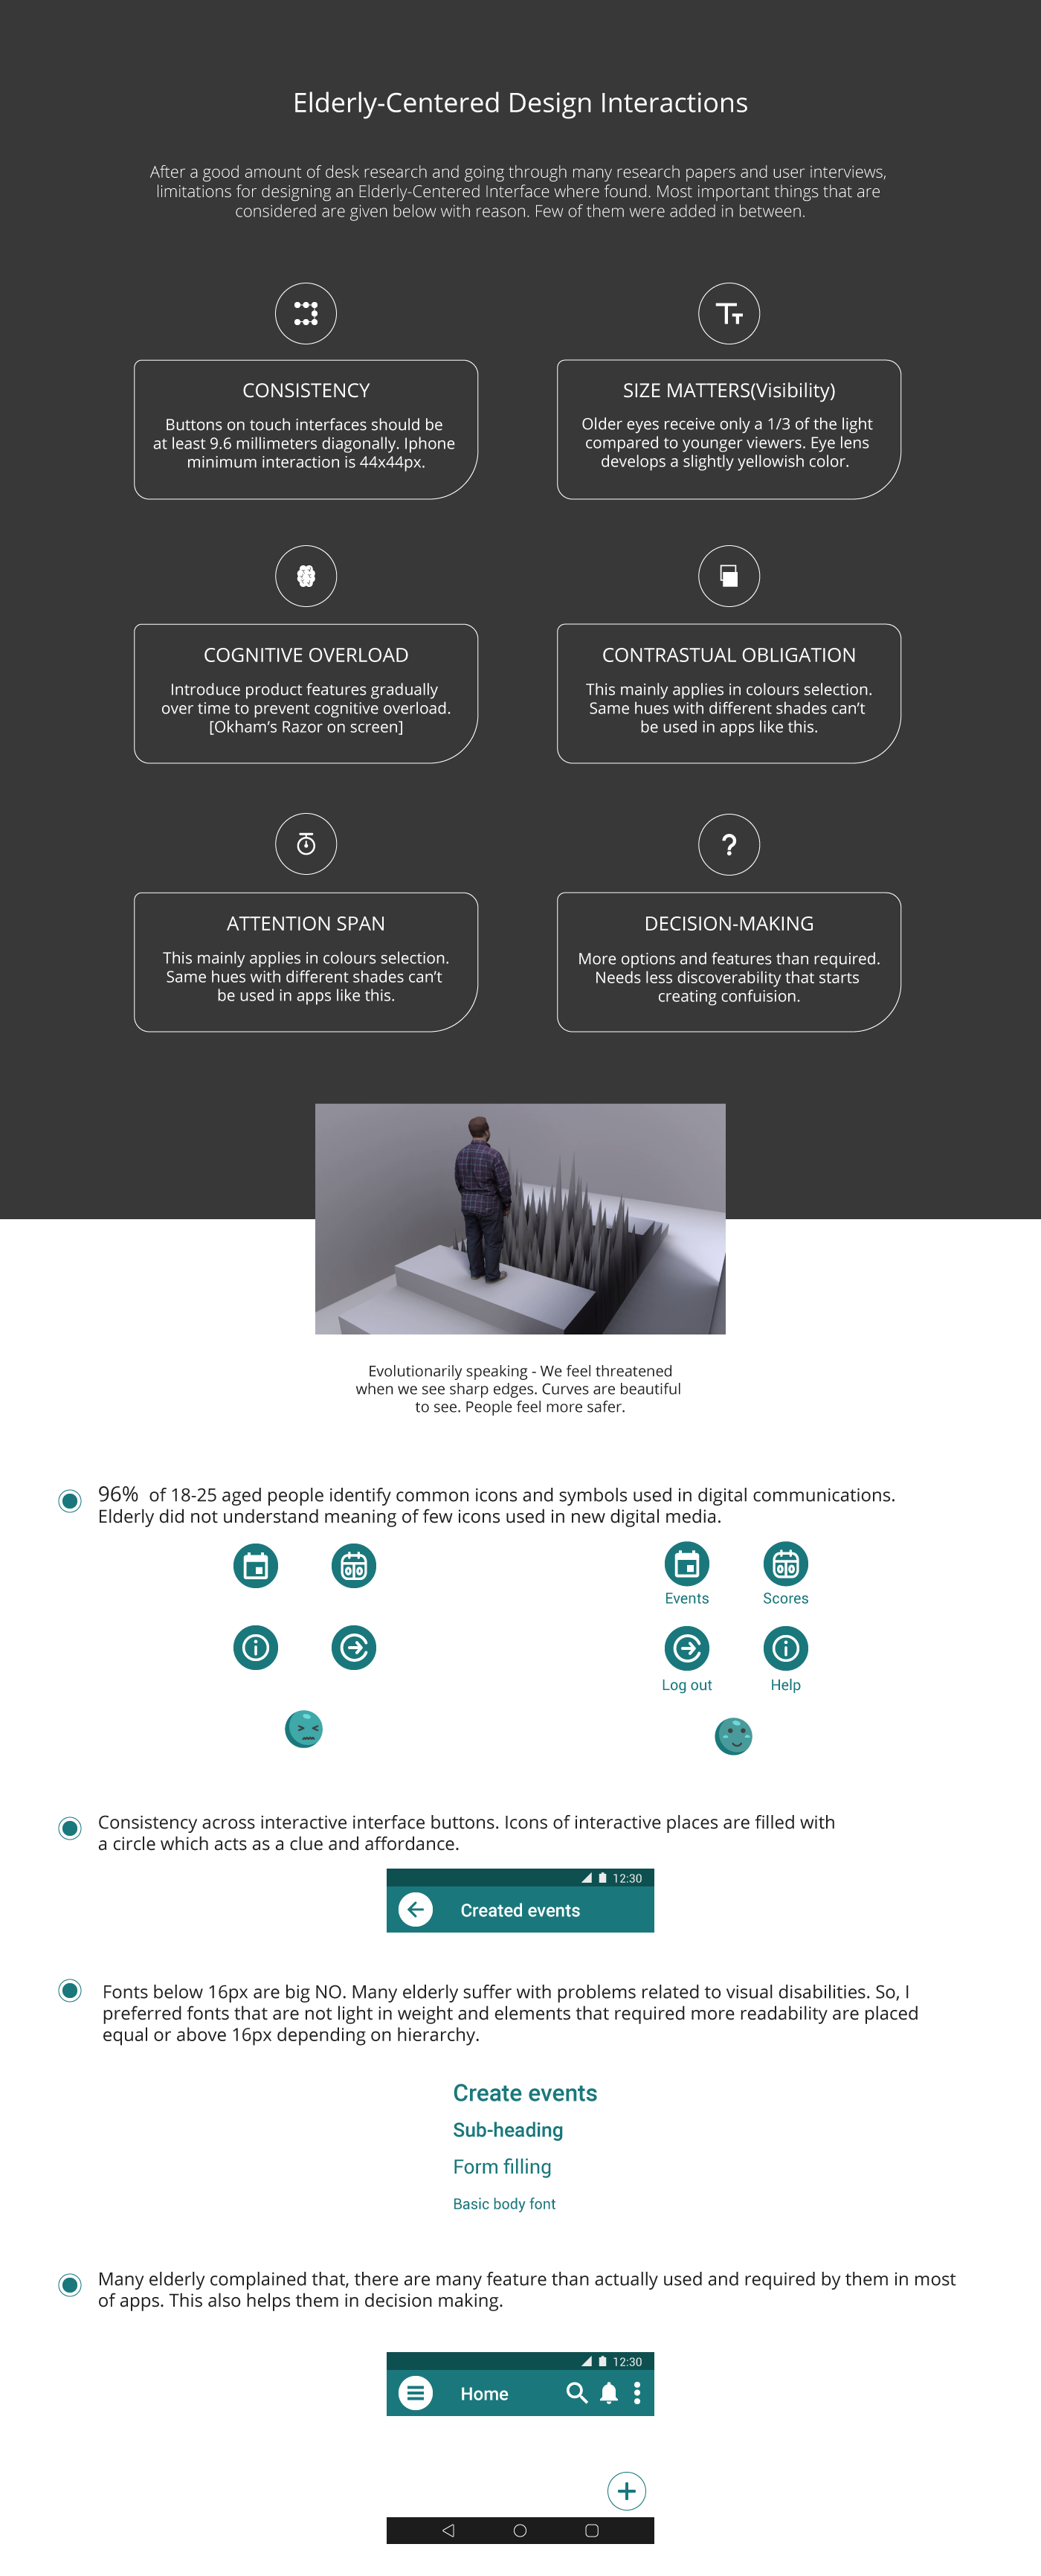 Elderly-Centered Design Interactions
After a good amount of desk research and going through many research papers and user interviews,
limitations for designing an Elderly-Centered Interface where found. Most important things that are
considered are given below with reason. Few of them were added in between.
CONSISTENCY
Buttons on touch interfaces should be
at least 9.6 millimeters diagonally. Iphone
minimum interaction is 44x44px.
SIZE MATTERS(Visibility)
Older eyes receive only a 1/3 of the light
compared to younger viewers. Eye lens
develops a slightly yellowish color.
COGNITIVE OVERLOAD
Introduce product features gradually
over time to prevent cognitive overload.
[Okham's Razor on screen]
CONTRASTUAL OBLIGATION
This mainly applies in colours selection.
Same hues with different shades can't
be used in apps like this.
ATTENTION SPAN
This mainly applies in colours selection.
Same hues with different shades can't
be used in apps like this.
DECISION-MAKING
More options and features than required.
Needs less discoverability that starts
creating confuision.
Evolutionarily speaking - We feel threatened
when we see sharp edges. Curves are beautiful
to see. People feel more safer.
96% of 18-25 aged people identify common icons and symbols used in digital communications.
Elderly did not understand meaning of few icons used in new digital media.
Events
Scores
Log out
Help
Consistency across interactive interface buttons. Icons of interactive places are filled with
a circle which acts as a clue and affordance.
12:30
Created events
Fonts below 16px are big NO. Many elderly suffer with problems related to visual disabilities. So, I
preferred fonts that are not light in weight and elements that required more readability are placed
equal or above 16px depending on hierarchy.
Create events
Sub-heading
Form filling
Basic body font
Many elderly complained that, there are many feature than actually used and required by them in most
of apps. This also helps them in decision making.
12:30
Home